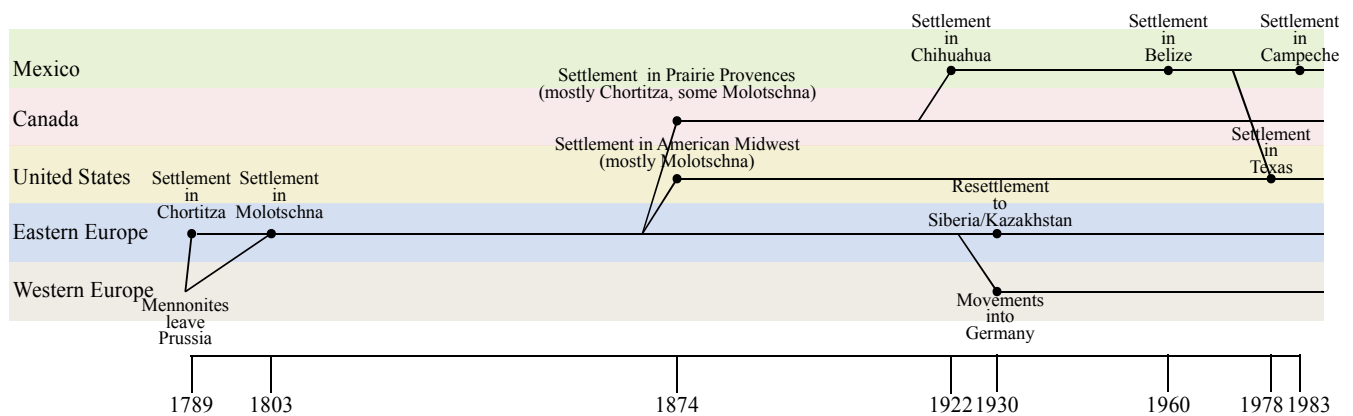 Settlement
in
Chihuahua
Settlement
in
Belize
Settlement
in
Campeche
Mexico
Settlement in Prairie Provences
(mostly Chortitza, some Molotschna)
Canada
Settlement in American Midwest
(mostly Molotschna)
Settlement
in
Texas
United States
Settlement
in
Chortitza
Settlement
in
Molotschna
Resettlement
to
Siberia/Kazakhstan
Eastern Europe
Western Europe
Mennonites
leave
Prussia
Movements
into
Germany
1789 1803 1874 1922 1930 1960 1978 1983